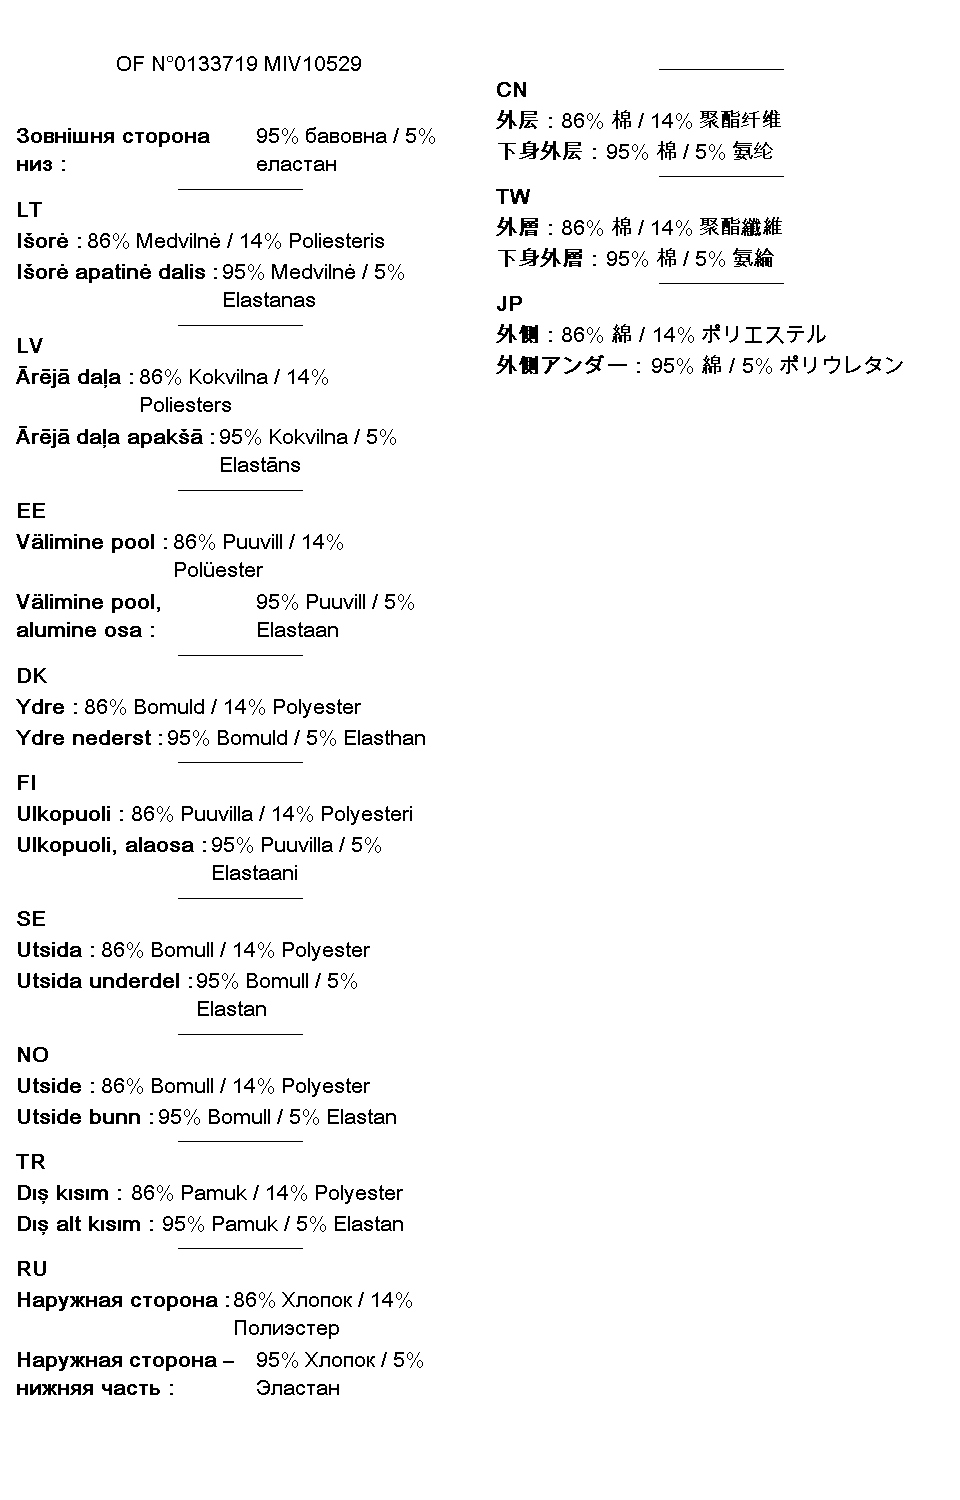 OF N°0133719 MIV10529
Зовнішня сторона 95% бавовна / 5%
низ : еластан
LT
Išorė : 86% Medvilnė / 14% Poliesteris
Išorė apatinė dalis : 95% Medvilnė / 5%
Elastanas
LV
Ārējā daļa : 86% Kokvilna / 14%
Poliesters
Ārējā daļa apakšā : 95% Kokvilna / 5%
Elastāns
EE
Välimine pool : 86% Puuvill / 14%
Polüester
Välimine pool, 95% Puuvill / 5%
alumine osa : Elastaan
DK
Ydre : 86% Bomuld / 14% Polyester
Ydre nederst : 95% Bomuld / 5% Elasthan
FI
Ulkopuoli : 86% Puuvilla / 14% Polyesteri
Ulkopuoli, alaosa : 95% Puuvilla / 5%
Elastaani
SE
Utsida : 86% Bomull / 14% Polyester
Utsida underdel : 95% Bomull / 5%
Elastan
NO
Utside : 86% Bomull / 14% Polyester
Utside bunn : 95% Bomull / 5% Elastan
TR
Dış kısım : 86% Pamuk / 14% Polyester
Dış alt kısım : 95% Pamuk / 5% Elastan
RU
Наружная сторона : 86% Хлопок / 14%
Полиэстер
Наружная сторона – 95% Хлопок / 5%
нижняя часть : Эластан
CN
外层 : 86% 棉 / 14% 聚酯纤维
下身外层 : 95% 棉 / 5% 氨纶
TW
外層 : 86% 棉 / 14% 聚酯纖維
下身外層 : 95% 棉 / 5% 氨綸
JP
外側 : 86% 綿 / 14% ポリエステル
外側アンダー : 95% 綿 / 5% ポリウレタン